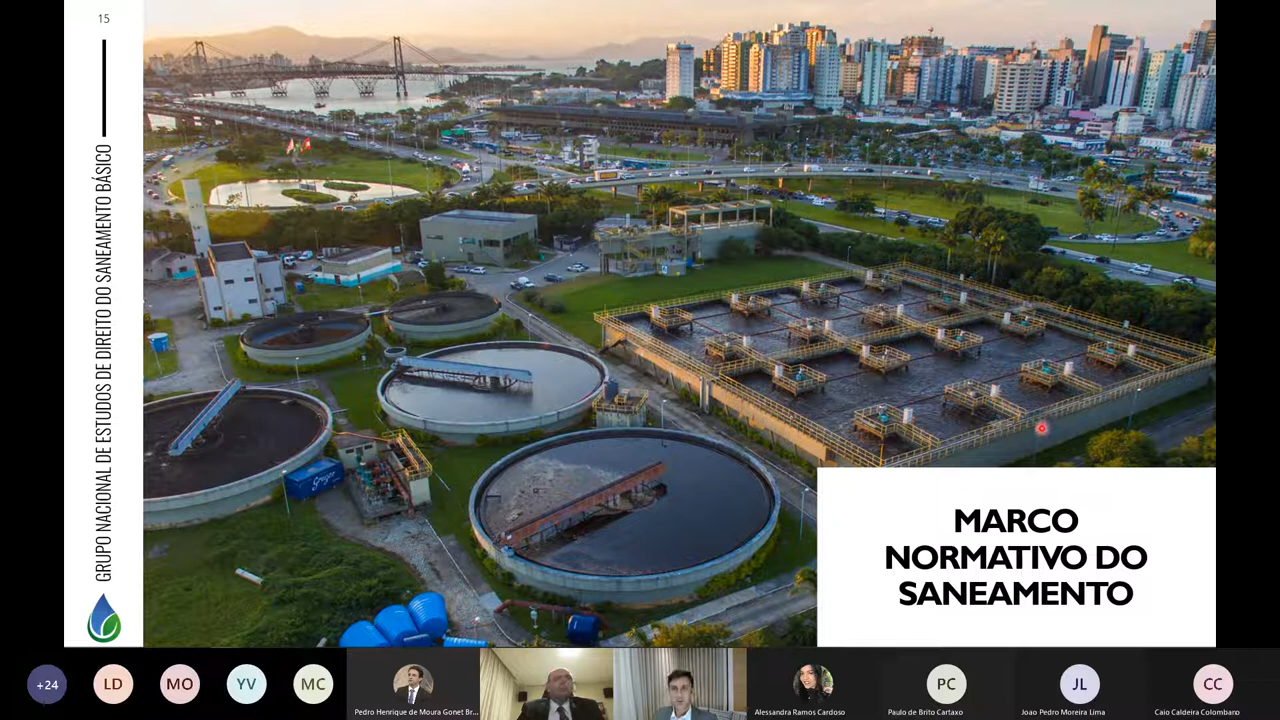 15
GRUPO NACIONAL DE ESTUDOS DE DIREITO DO SANEAMENTO BÁSICO
MARCO
NORMATIVO DO
SANEAMENTO
+24
LD
MO
YV
MC
Pedro Henrique de Moura Gonet Br...
Alessandra Ramos Cardoso
PC
Paulo de Brito Cartaxo
JL
Joao Pedro Moreira Lima
CC
Caio Caldeira Colombano